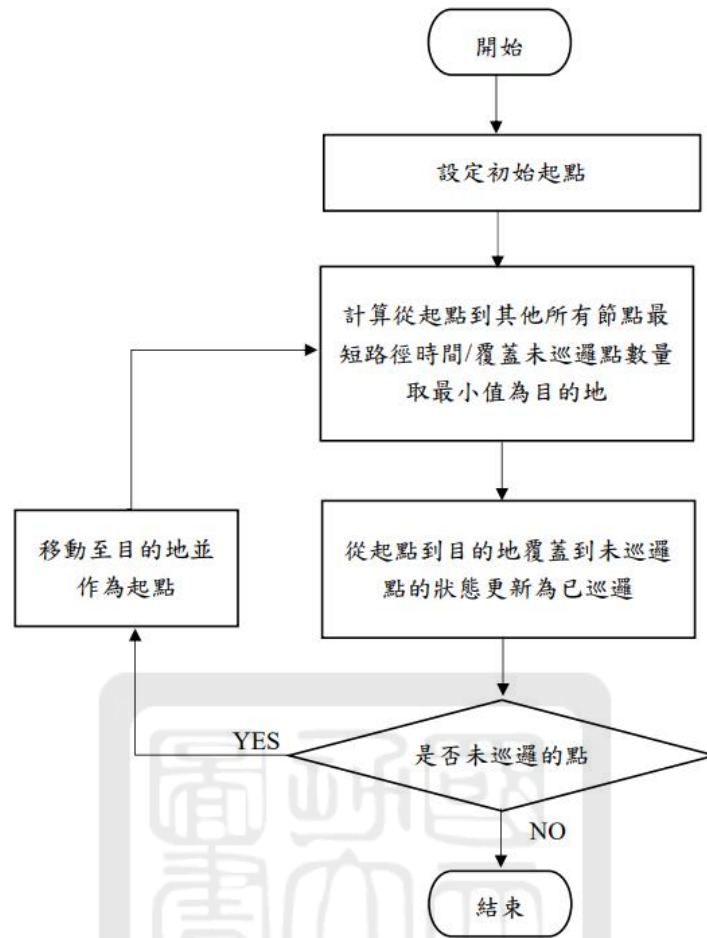 開始
設定初始起點
計算從起點到其他所有節點最
短路徑時間/覆蓋未巡邏點數量
取最小值為目的地
移動至目的地並
作為起點
從起點到目的地覆蓋到未巡邏
點的狀態更新為已巡邏
YES
是否未巡邏的點
NO
結束